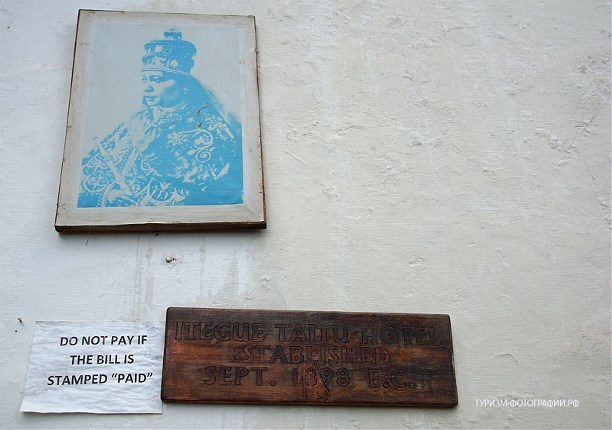 DO NOT PAY IF
THE BILL IS
STAMPED “PAID”
ITEGUE TAITU HOTEL
ESTABLISHED
SEPT. 1898 E.C.
ТУРИЗМ-ФОТОГРАФИИ.РФ